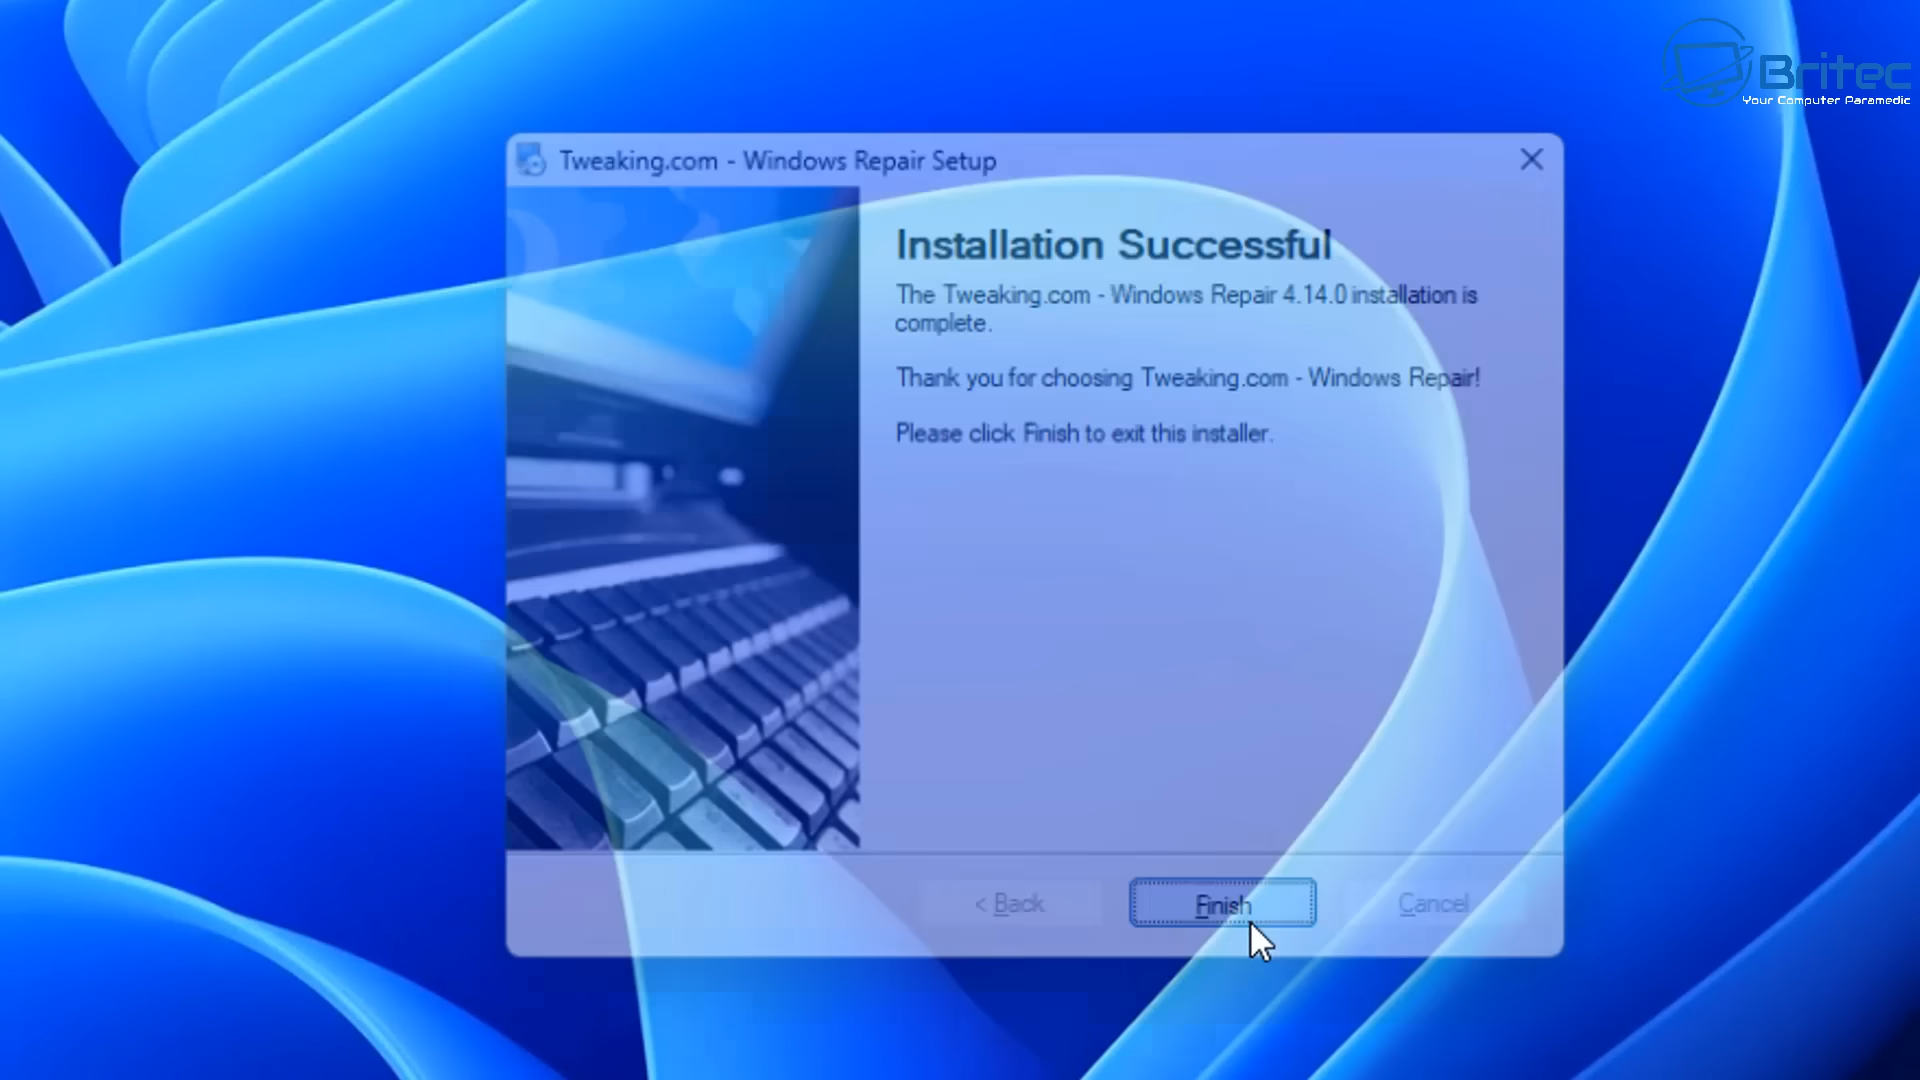 Britec
Your Computer Paramedic
Tweaking.com - Windows Repair Setup
Installation Successful
The Tweaking.com - Windows Repair 4.14.0 installation is
complete.
Thank you for choosing Tweaking.com - Windows Repair!
Please click Finish to exit this installer.
< Back
Finish
Cancel